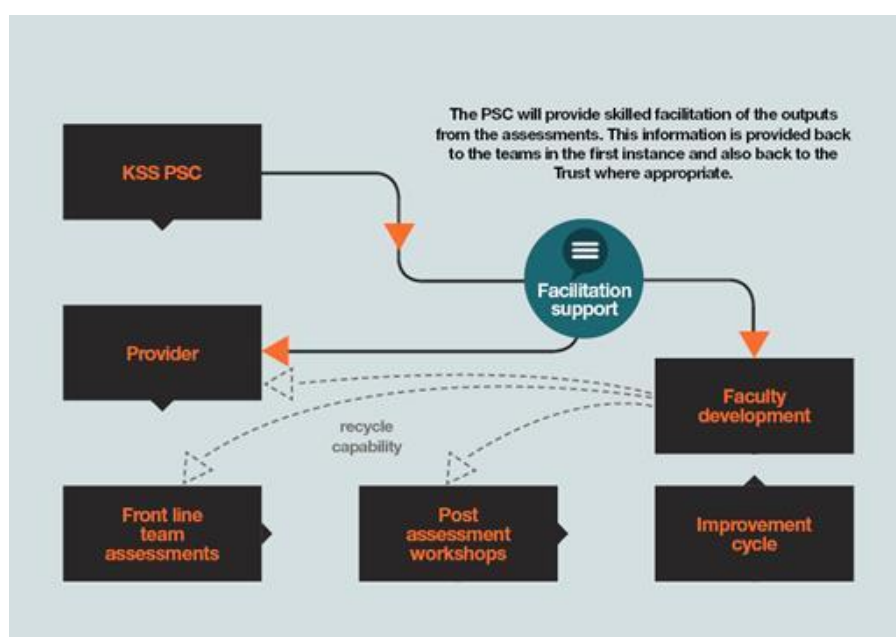 The PSC will provide skilled facilitation of the outputs
from the assessments. This information is provided back
to the teams in the first instance and also back to the
Trust where appropriate.
KSS PSC
Facilitation
support
Provider
Faculty
development
recycle
capability
Front line
team
assessments
Post
assessment
workshops
Improvement
cycle